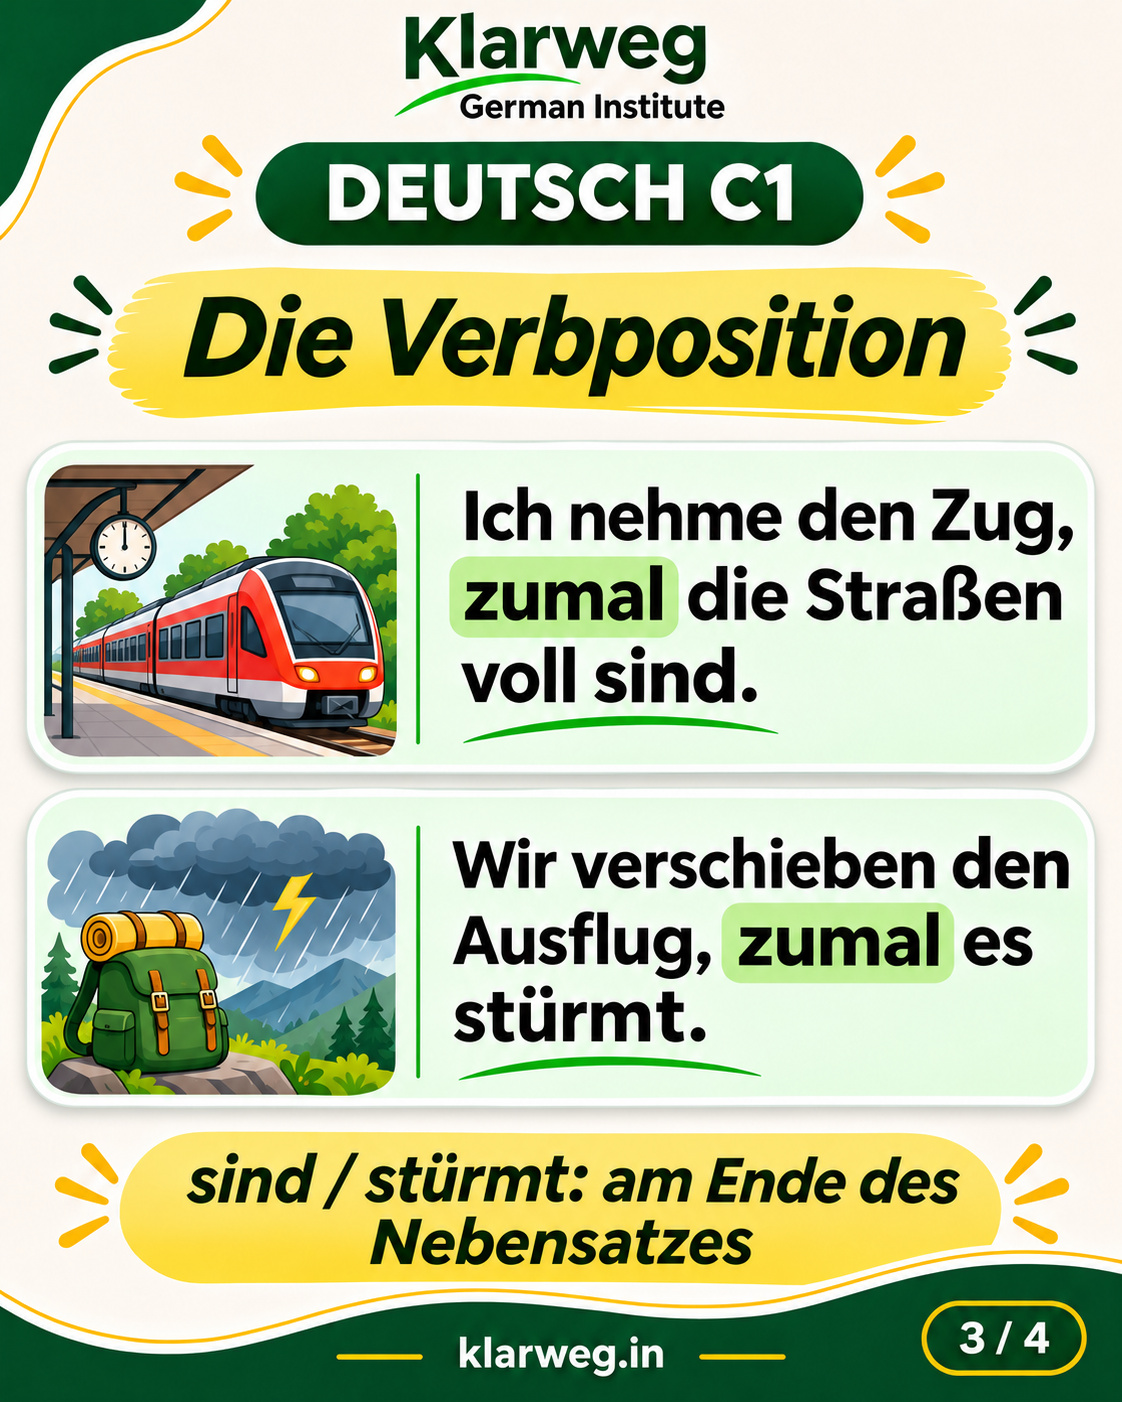 Klarweg
German Institute
DEUTSCH C1
Die Verbposition
Ich nehme den Zug,
zumal die Straßen
voll sind.
Wir verschieben den
Ausflug, zumal es
stürmt.
sind / stürmt: am Ende des
Nebensatzes
klarweg.in
3 / 4